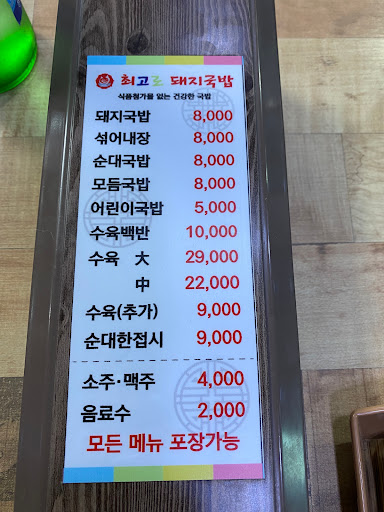 최고로 돼지국밥
식품첨가물 없는 건강한 국밥
돼지국밥 8,000
섞어내장 8,000
순대국밥 8,000
모듬국밥 8,000
어린이국밥 5,000
수육백반 10,000
수육 大 29,000
中 22,000
수육(추가) 9,000
순대한접시 9,000
소주·맥주 4,000
음료수 2,000
모든 메뉴 포장가능